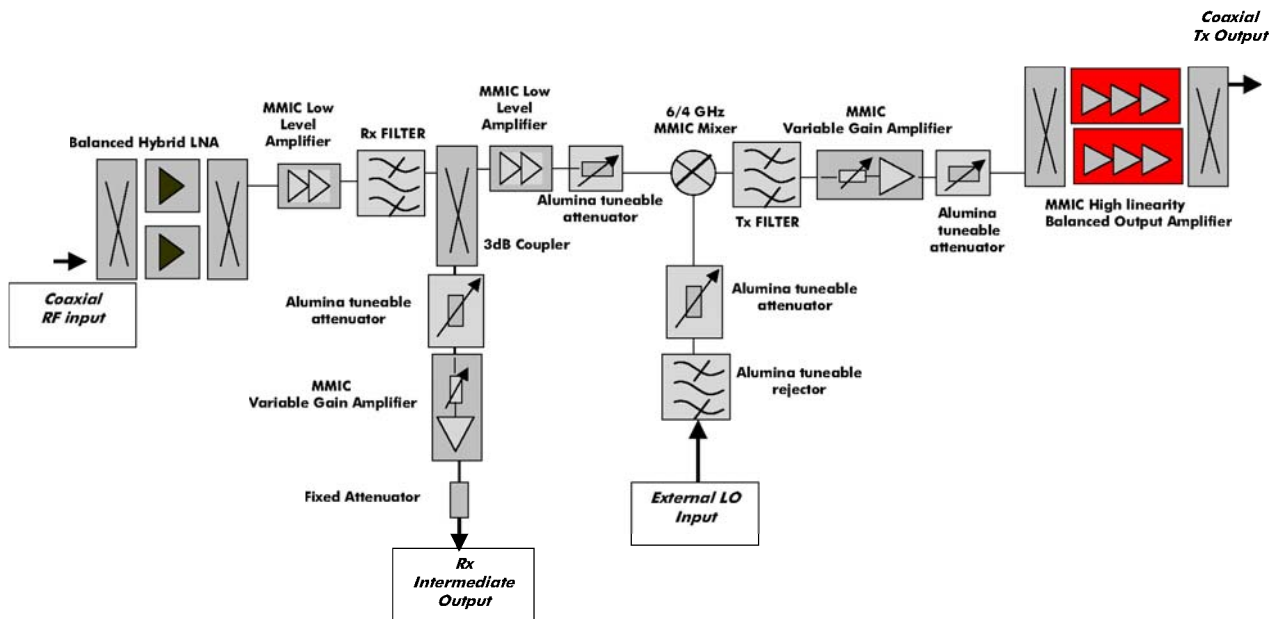 Coaxial
Tx Output
MMIC Low
Level
Amplifier
MMIC Low
Level
Amplifier
6/4 GHz
MMIC Mixer
MMIC
Variable Gain Amplifier
Balanced Hybrid LNA
Rx FILTER
Alumina tuneable
attenuator
Tx FILTER
Alumina tuneable
attenuator
MMIC High linearity
Balanced Output Amplifier
3dB Coupler
Coaxial
RF input
Alumina tuneable
attenuator
Alumina tuneable
attenuator
MMIC
Variable Gain Amplifier
Alumina tuneable
rejector
Fixed Attenuator
External LO
Input
Rx
Intermediate
Output